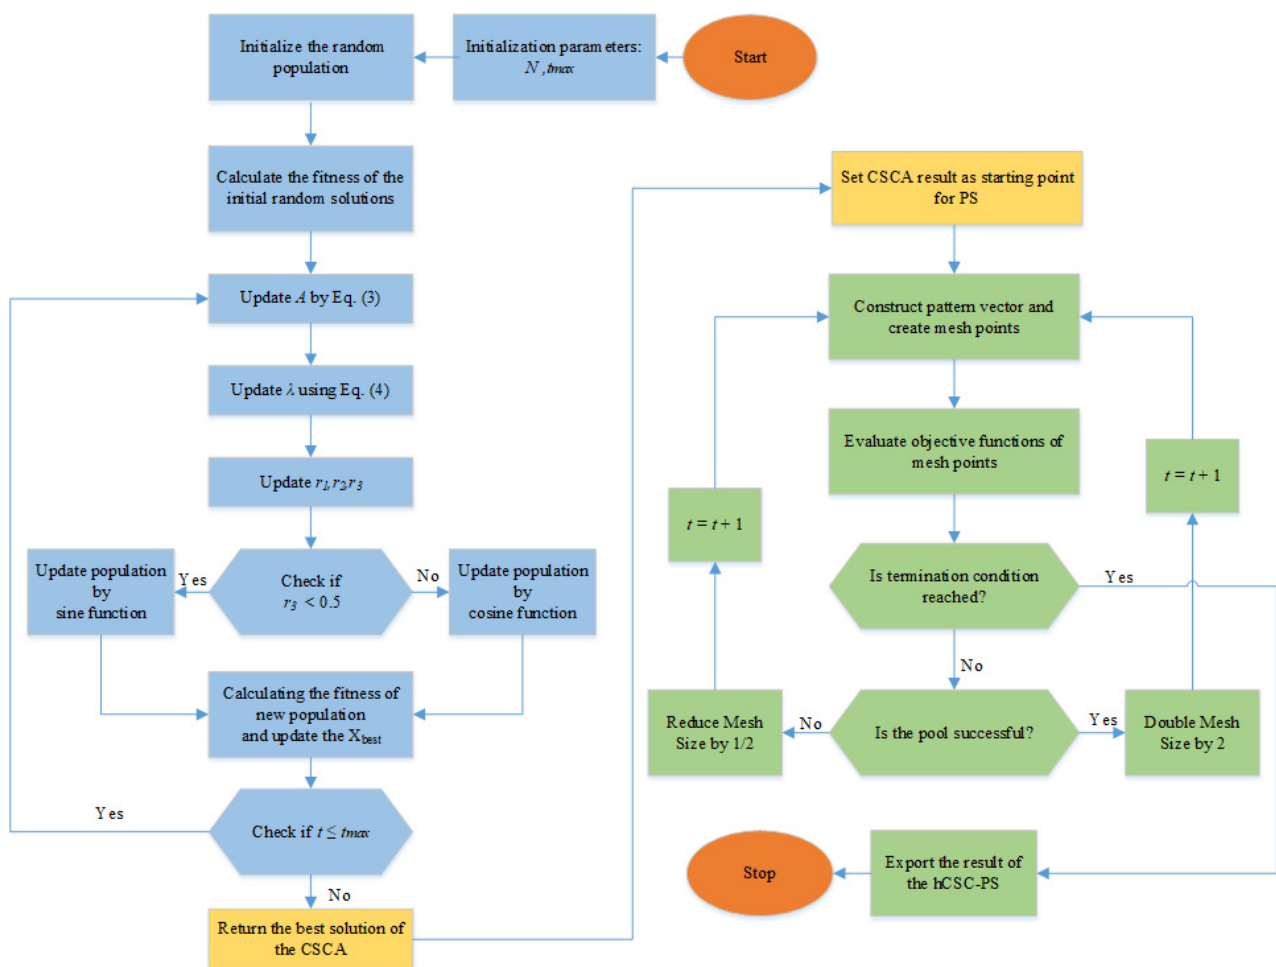 Start
Initialization parameters:
N ,tmax
Initialize the random
population
Calculate the fitness of the
initial random solutions
Update A by Eq. (3)
Update λ using Eq. (4)
Update r1,r2,r3
Check if
r3 < 0.5
Yes
Update population
by
sine function
No
Update population
by
cosine function
Calculating the fitness of
new population
and update the Xbest
Check if t ≤ tmax
Yes
No
Return the best solution of
the CSCA
Set CSCA result as starting point
for PS
Construct pattern vector and
create mesh points
Evaluate objective functions of
mesh points
Is termination condition
reached?
Yes
No
Is the pool successful?
No
Reduce Mesh
Size by 1/2
t = t + 1
Yes
Double Mesh
Size by 2
t = t + 1
Export the result of
the hCSC-PS
Stop